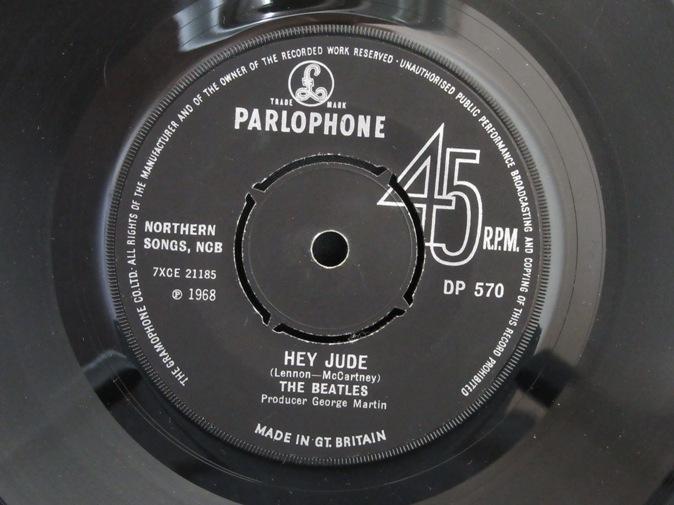 THE GRAMOPHONE CO.LTD. ALL RIGHTS OF THE MANUFACTURER AND OF THE OWNER OF THE RECORDED WORK RESERVED · UNAUTHORISED PUBLIC PERFORMANCE BROADCASTING AND COPYING OF THIS RECORD PROHIBITED
£
TRADE MARK
PARLOPHONE
45
R.P.M.
NORTHERN
SONGS, NCB
7XCE 21185
℗ 1968
DP 570
HEY JUDE
(Lennon—McCartney)
THE BEATLES
Producer George Martin
MADE IN GT. BRITAIN